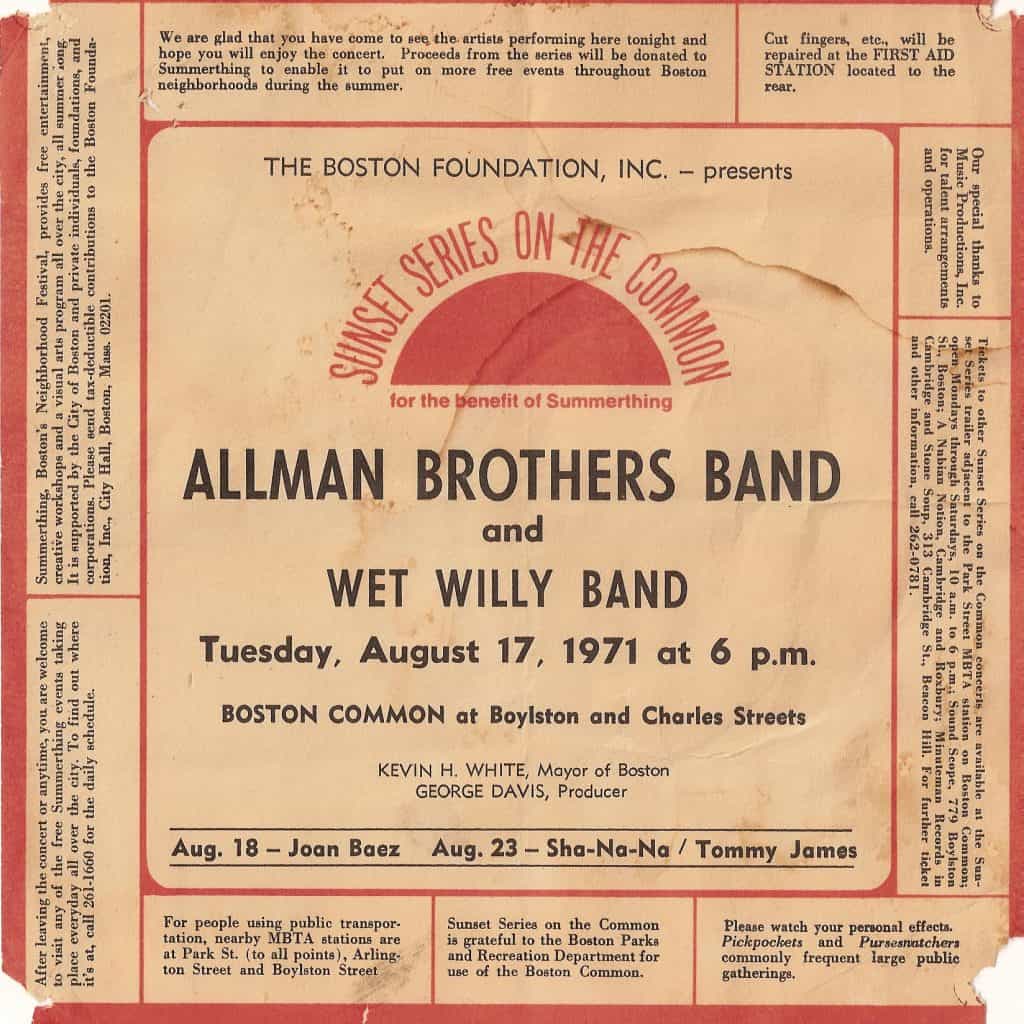 We are glad that you have come to see the artists performing here tonight and
hope you will enjoy the concert. Proceeds from the series will be donated to
Summerthing to enable it to put on more free events throughout Boston
neighborhoods during the summer.
Cut fingers, etc., will be
repaired at the FIRST AID
STATION located to the
rear.
Summerthing, Boston's Neighborhood Festival, provides free entertainment,
creative workshops and a visual arts program all over the city, all summer long.
It is supported by the City of Boston and private individuals, foundations, and
corporations. Please send tax-deductible contributions to the Boston Founda-
tion, Inc., City Hall, Boston, Mass. 02201.
After leaving the concert or anytime, you are welcome
to visit any of the free Summerthing events taking
place everyday all over the city. To find out where
it's at, call 261-1660 for the daily schedule.
THE BOSTON FOUNDATION, INC. – presents
SUNSET SERIES ON THE COMMON
for the benefit of Summerthing
ALLMAN BROTHERS BAND
and
WET WILLY BAND
Tuesday, August 17, 1971 at 6 p.m.
BOSTON COMMON at Boylston and Charles Streets
KEVIN H. WHITE, Mayor of Boston
GEORGE DAVIS, Producer
Aug. 18 – Joan Baez Aug. 23 – Sha-Na-Na / Tommy James
Our special thanks to
Music Productions, Inc.
for talent arrangements
and operations.
Tickets to other Sunset Series on the Common concerts are available at the Sun-
set Series trailer adjacent to the Park Street MBTA station on Boston Common;
open Mondays through Saturdays, 10 a.m. to 6 p.m.; Sound Scope, 779 Boylston
St., Boston; A Nubian Notion, Cambridge and Roxbury; Minuteman Records in
Cambridge and Stone Soup, 313 Cambridge St., Beacon Hill. For further ticket
and other information, call 262-0781.
For people using public transpor-
tation, nearby MBTA stations are
at Park St. (to all points), Arling-
ton Street and Boylston Street
Sunset Series on the Common
is grateful to the Boston Parks
and Recreation Department for
use of the Boston Common.
Please watch your personal effects.
Pickpockets and Pursesnatchers
commonly frequent large public
gatherings.